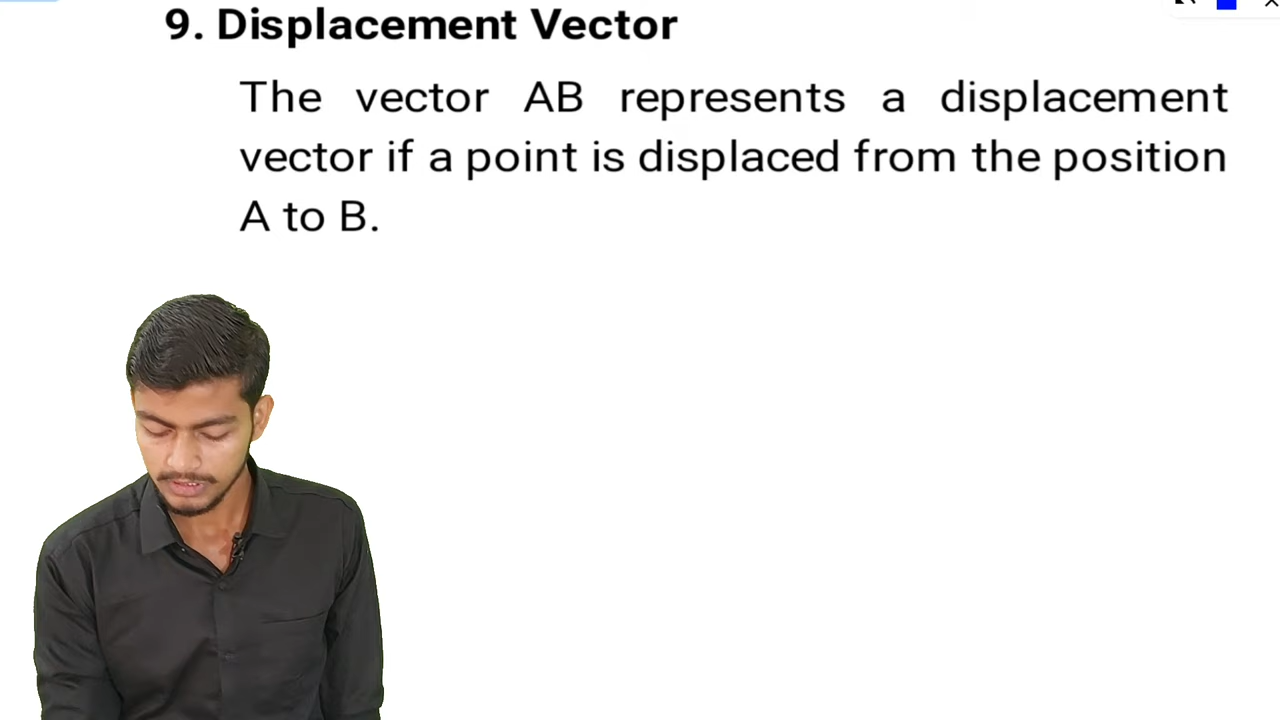 9. Displacement Vector
The vector AB represents a displacement
vector if a point is displaced from the position
A to B.